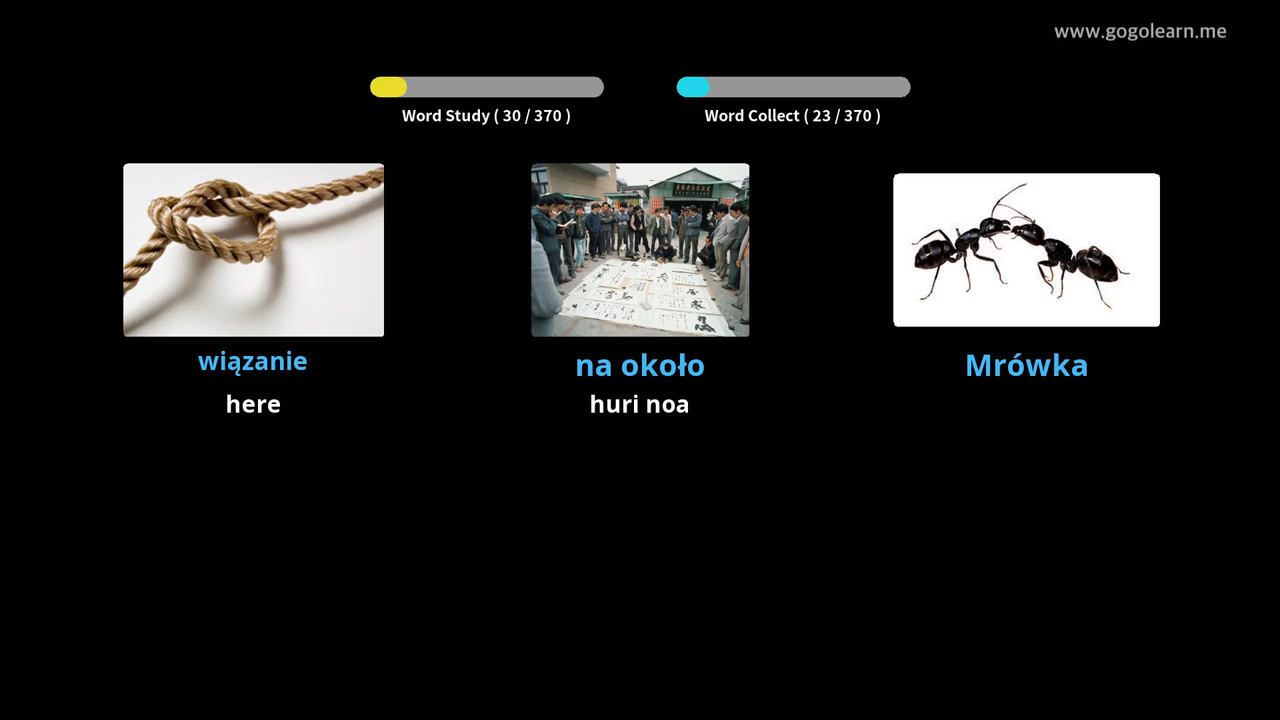 www.gogolearn.me
Word Study ( 30 / 370 )
Word Collect ( 23 / 370 )
wiązanie
na około
Mrówka
here
huri noa